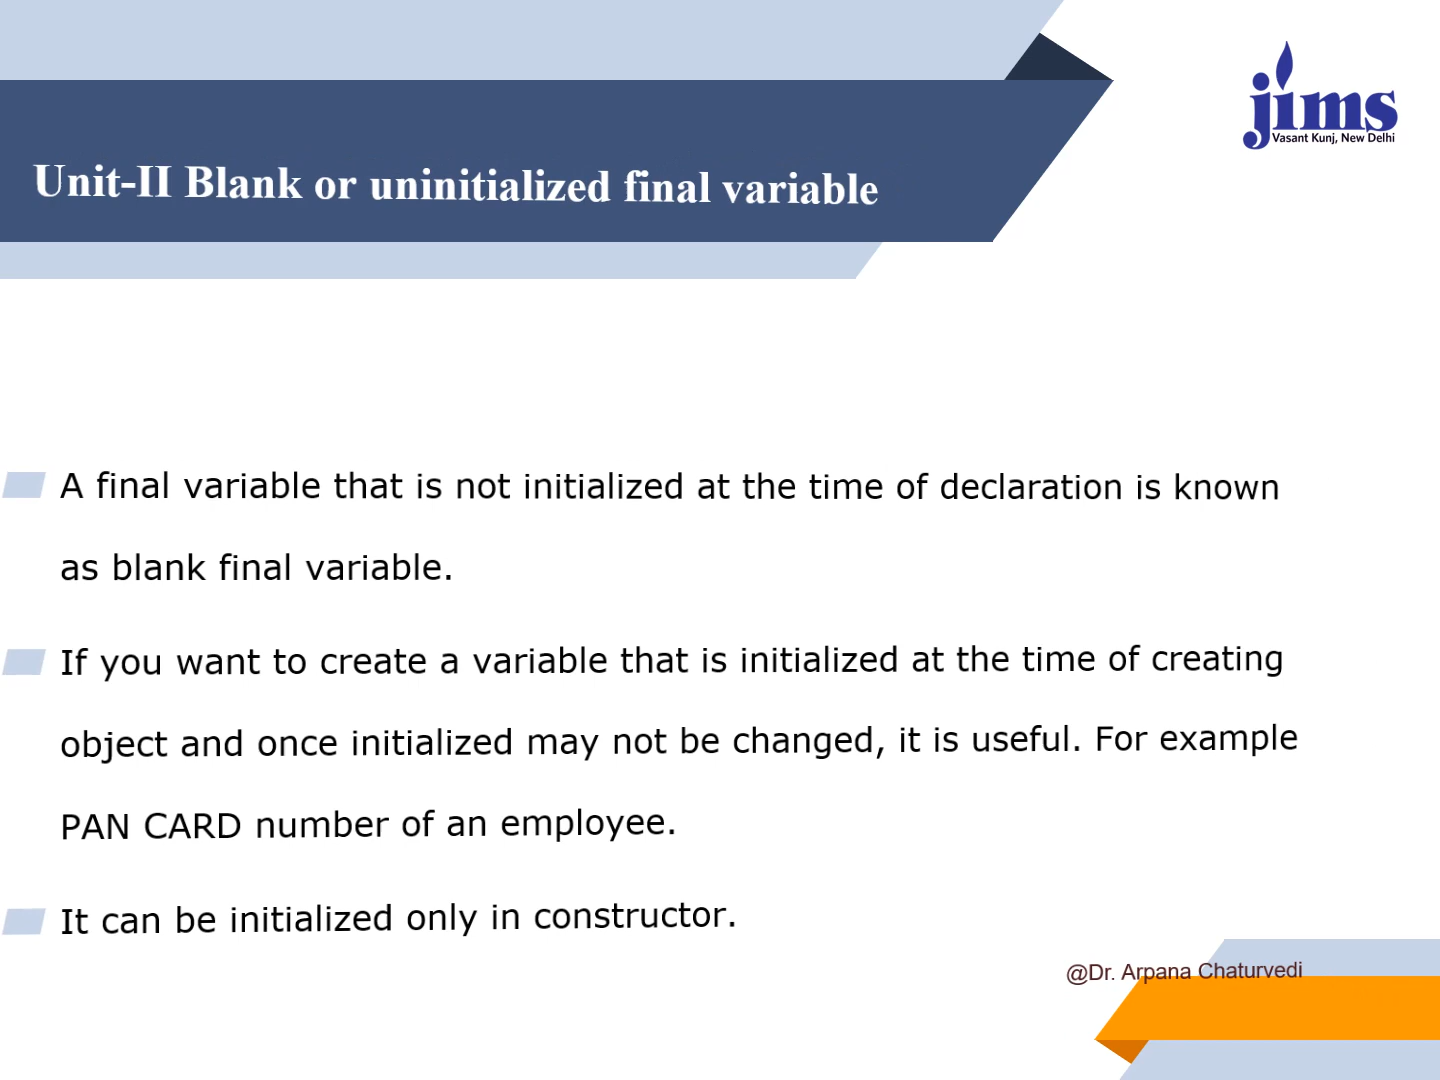 jims
Vasant Kunj, New Delhi
Unit-II Blank or uninitialized final variable
A final variable that is not initialized at the time of declaration is known
as blank final variable.
If you want to create a variable that is initialized at the time of creating
object and once initialized may not be changed, it is useful. For example
PAN CARD number of an employee.
It can be initialized only in constructor.
@Dr. Arpana Chaturvedi